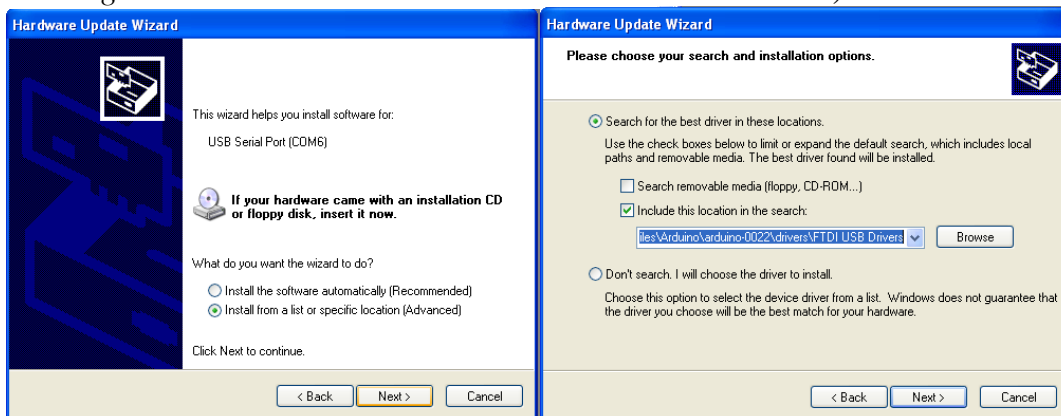 Hardware Update Wizard
This wizard helps you install software for:
USB Serial Port (COM6)
If your hardware came with an installation CD
or floppy disk, insert it now.
What do you want the wizard to do?
Install the software automatically (Recommended)
Install from a list or specific location (Advanced)
Click Next to continue.
< Back
Next >
Cancel
Hardware Update Wizard
Please choose your search and installation options.
Search for the best driver in these locations.
Use the check boxes below to limit or expand the default search, which includes local
paths and removable media. The best driver found will be installed.
Search removable media (floppy, CD-ROM...)
Include this location in the search:
iles\Arduino\arduino-0022\drivers\FTDI USB Drivers
Browse
Don't search. I will choose the driver to install.
Choose this option to select the device driver from a list. Windows does not guarantee that
the driver you choose will be the best match for your hardware.
< Back
Next >
Cancel